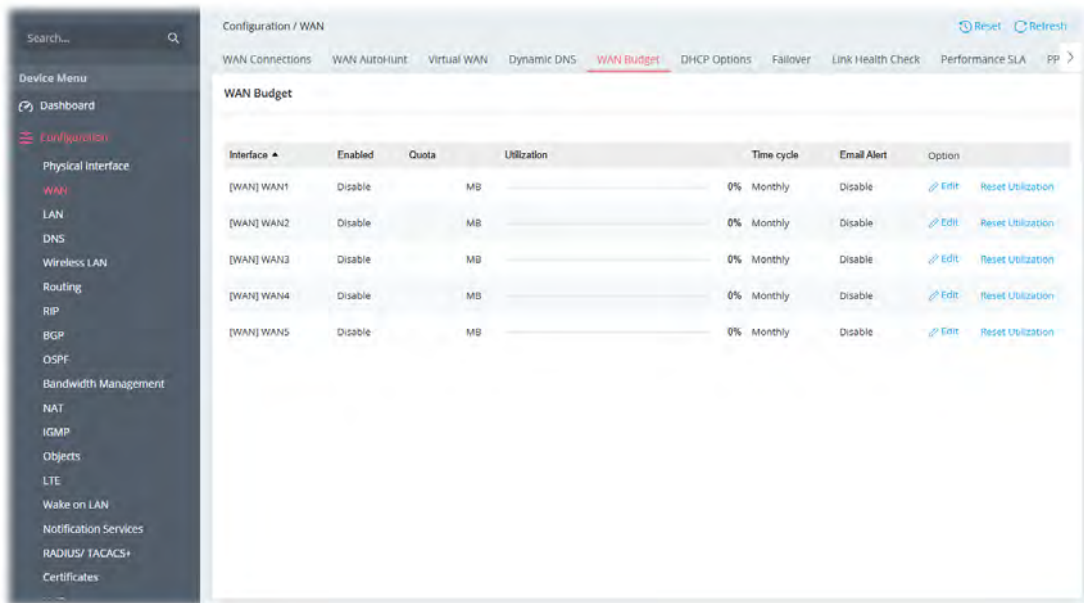 Search...
Device Menu
Dashboard
Configuration
Physical Interface
WAN
LAN
DNS
Wireless LAN
Routing
RIP
BGP
OSPF
Bandwidth Management
NAT
IGMP
Objects
LTE
Wake on LAN
Notification Services
RADIUS/ TACACS+
Certificates
Configuration / WAN
Reset Refresh
WAN Connections WAN AutoHunt Virtual WAN Dynamic DNS WAN Budget DHCP Options Failover Link Health Check Performance SLA PP
WAN Budget
Interface Enabled Quota Utilization Time cycle Email Alert Option
[WAN] WAN1 Disable MB 0% Monthly Disable Edit Reset Utilization
[WAN] WAN2 Disable MB 0% Monthly Disable Edit Reset Utilization
[WAN] WAN3 Disable MB 0% Monthly Disable Edit Reset Utilization
[WAN] WAN4 Disable MB 0% Monthly Disable Edit Reset Utilization
[WAN] WAN5 Disable MB 0% Monthly Disable Edit Reset Utilization